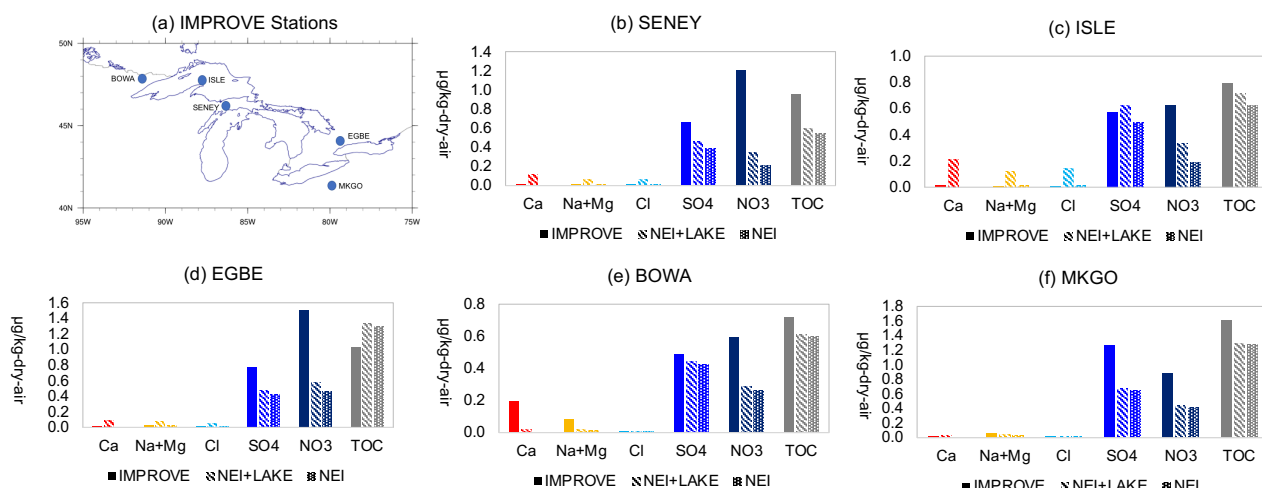 (a) IMPROVE Stations
50N
45N
40N
95W 90W 85W 80W 75W
BOWA
ISLE
SENEY
EGBE
MKGO
(b) SENEY
µg/kg-dry-air
1.4
1.2
1.0
0.8
0.6
0.4
0.2
0.0
Ca Na+Mg Cl SO4 NO3 TOC
IMPROVE NEI+LAKE NEI
(c) ISLE
µg/kg-dry-air
1.0
0.8
0.6
0.4
0.2
0.0
Ca Na+Mg Cl SO4 NO3 TOC
IMPROVE NEI+LAKE NEI
(d) EGBE
µg/kg-dry-air
1.6
1.4
1.2
1.0
0.8
0.6
0.4
0.2
0.0
Ca Na+Mg Cl SO4 NO3 TOC
IMPROVE NEI+LAKE NEI
(e) BOWA
µg/kg-dry-air
0.8
0.6
0.4
0.2
0.0
Ca Na+Mg Cl SO4 NO3 TOC
IMPROVE NEI+LAKE NEI
(f) MKGO
µg/kg-dry-air
1.8
1.6
1.4
1.2
1.0
0.8
0.6
0.4
0.2
0.0
Ca Na+Mg Cl SO4 NO3 TOC
IMPROVE NEI+LAKE NEI